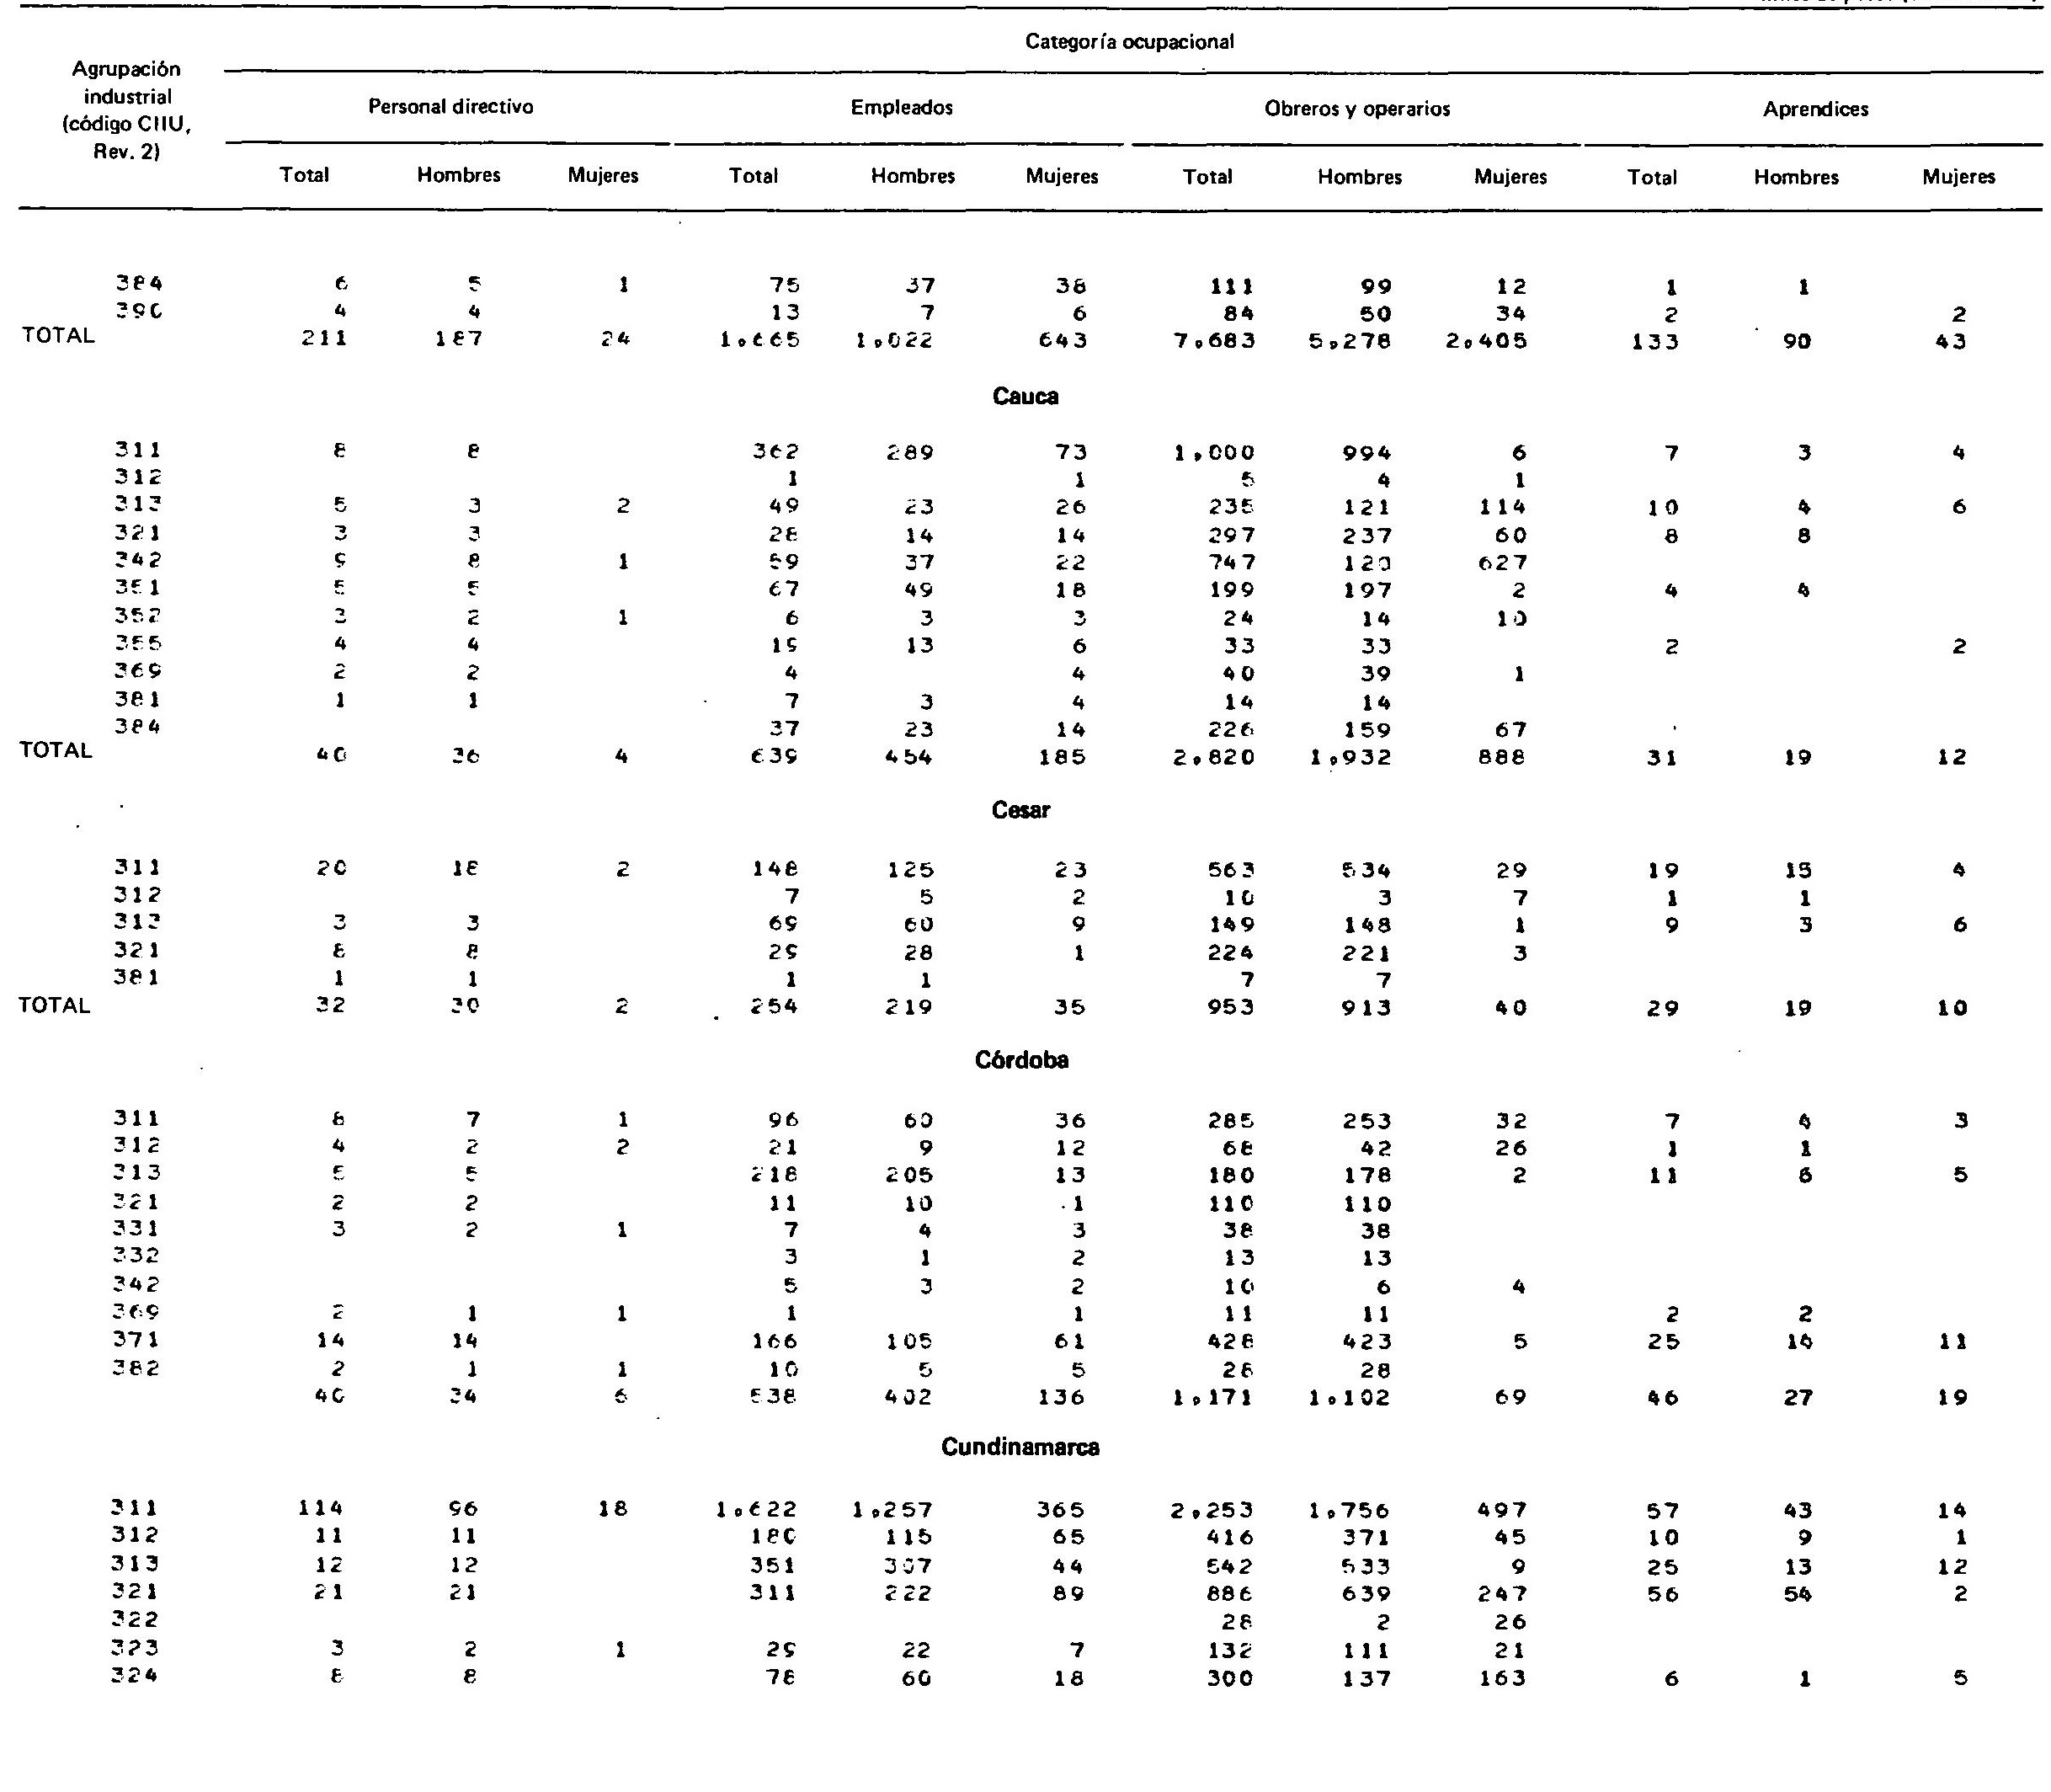 Categoría ocupacional
Agrupación industrial (código CIIU, Rev. 2)
Personal directivo Empleados Obreros y operarios Aprendices
Total Hombres Mujeres Total Hombres Mujeres Total Hombres Mujeres Total Hombres Mujeres
384 6 5 1 75 37 38 111 99 12 1 1
390 4 4 13 7 6 84 50 34 2 2
TOTAL 211 187 24 1,665 1,022 643 7,683 5,278 2,405 133 90 43
Cauca
311 8 8 362 289 73 1,000 994 6 7 3 4
312 1 1 5 4 1
313 5 3 2 49 23 26 235 121 114 10 4 6
321 3 3 28 14 14 297 237 60 8 8
342 9 8 1 59 37 22 747 120 627
351 5 5 67 49 18 199 197 2 4 4
352 3 2 1 6 3 3 24 14 10
355 4 4 19 13 6 33 33 2 2
369 2 2 4 4 40 39 1
381 1 1 7 3 4 14 14
384 37 23 14 226 159 67
TOTAL 40 36 4 639 454 185 2,820 1,932 888 31 19 12
Cesar
311 20 18 2 148 125 23 563 534 29 19 15 4
312 7 5 2 10 3 7 1 1
313 3 3 69 60 9 149 148 1 9 3 6
321 8 8 29 28 1 224 221 3
381 1 1 1 1 7 7
TOTAL 32 30 2 254 219 35 953 913 40 29 19 10
Córdoba
311 8 7 1 96 60 36 285 253 32 7 4 3
312 4 2 2 21 9 12 68 42 26 1 1
313 5 5 218 205 13 180 178 2 11 6 5
321 2 2 11 10 1 110 110
331 3 2 1 7 4 3 38 38
332 3 1 2 13 13
342 5 3 2 10 6 4
369 2 1 1 1 1 11 11 2 2
371 14 14 166 105 61 428 423 5 25 14 11
382 2 1 1 10 5 5 28 28
40 34 6 538 402 136 1,171 1,102 69 46 27 19
Cundinamarca
311 114 96 18 1,622 1,257 365 2,253 1,756 497 57 43 14
312 11 11 180 115 65 416 371 45 10 9 1
313 12 12 351 307 44 542 533 9 25 13 12
321 21 21 311 222 89 886 639 247 56 54 2
322 28 2 26
323 3 2 1 29 22 7 132 111 21
324 8 8 78 60 18 300 137 163 6 1 5